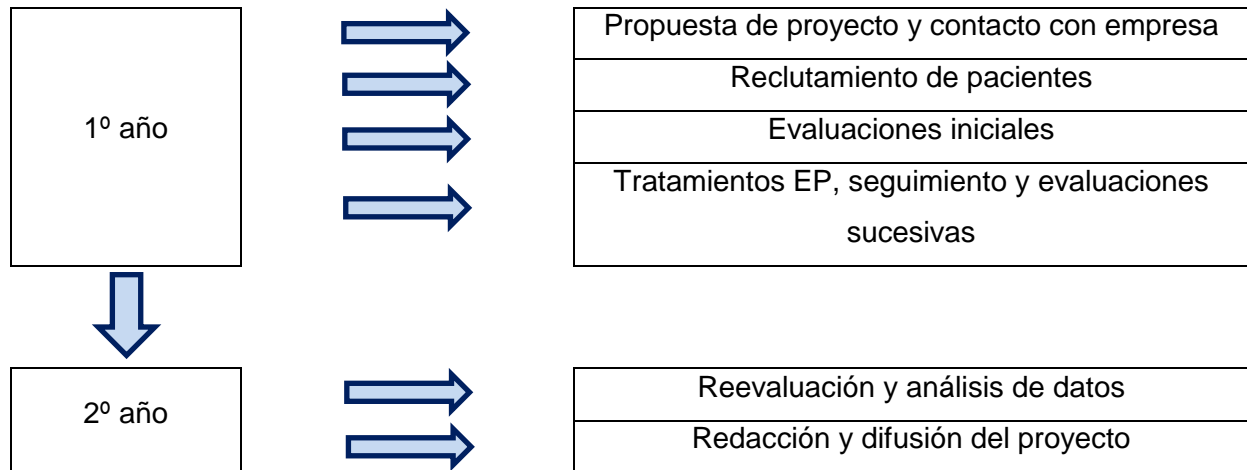 1º año
Propuesta de proyecto y contacto con empresa
Reclutamiento de pacientes
Evaluaciones iniciales
Tratamientos EP, seguimiento y evaluaciones
sucesivas
2º año
Reevaluación y análisis de datos
Redacción y difusión del proyecto